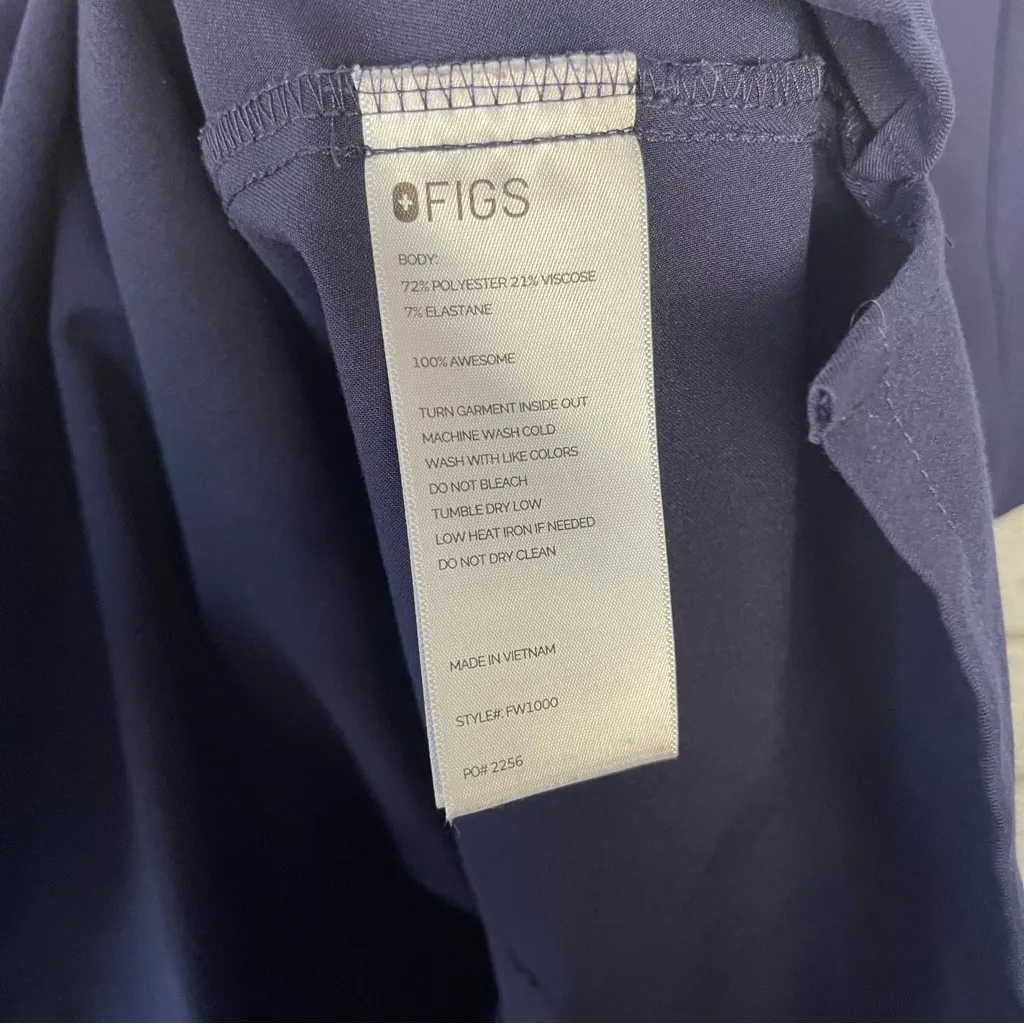 FIGS
BODY:
72% POLYESTER 21% VISCOSE
7% ELASTANE
100% AWESOME
TURN GARMENT INSIDE OUT
MACHINE WASH COLD
WASH WITH LIKE COLORS
DO NOT BLEACH
TUMBLE DRY LOW
LOW HEAT IRON IF NEEDED
DO NOT DRY CLEAN
MADE IN VIETNAM
STYLE#: FW1000
PO# 2256